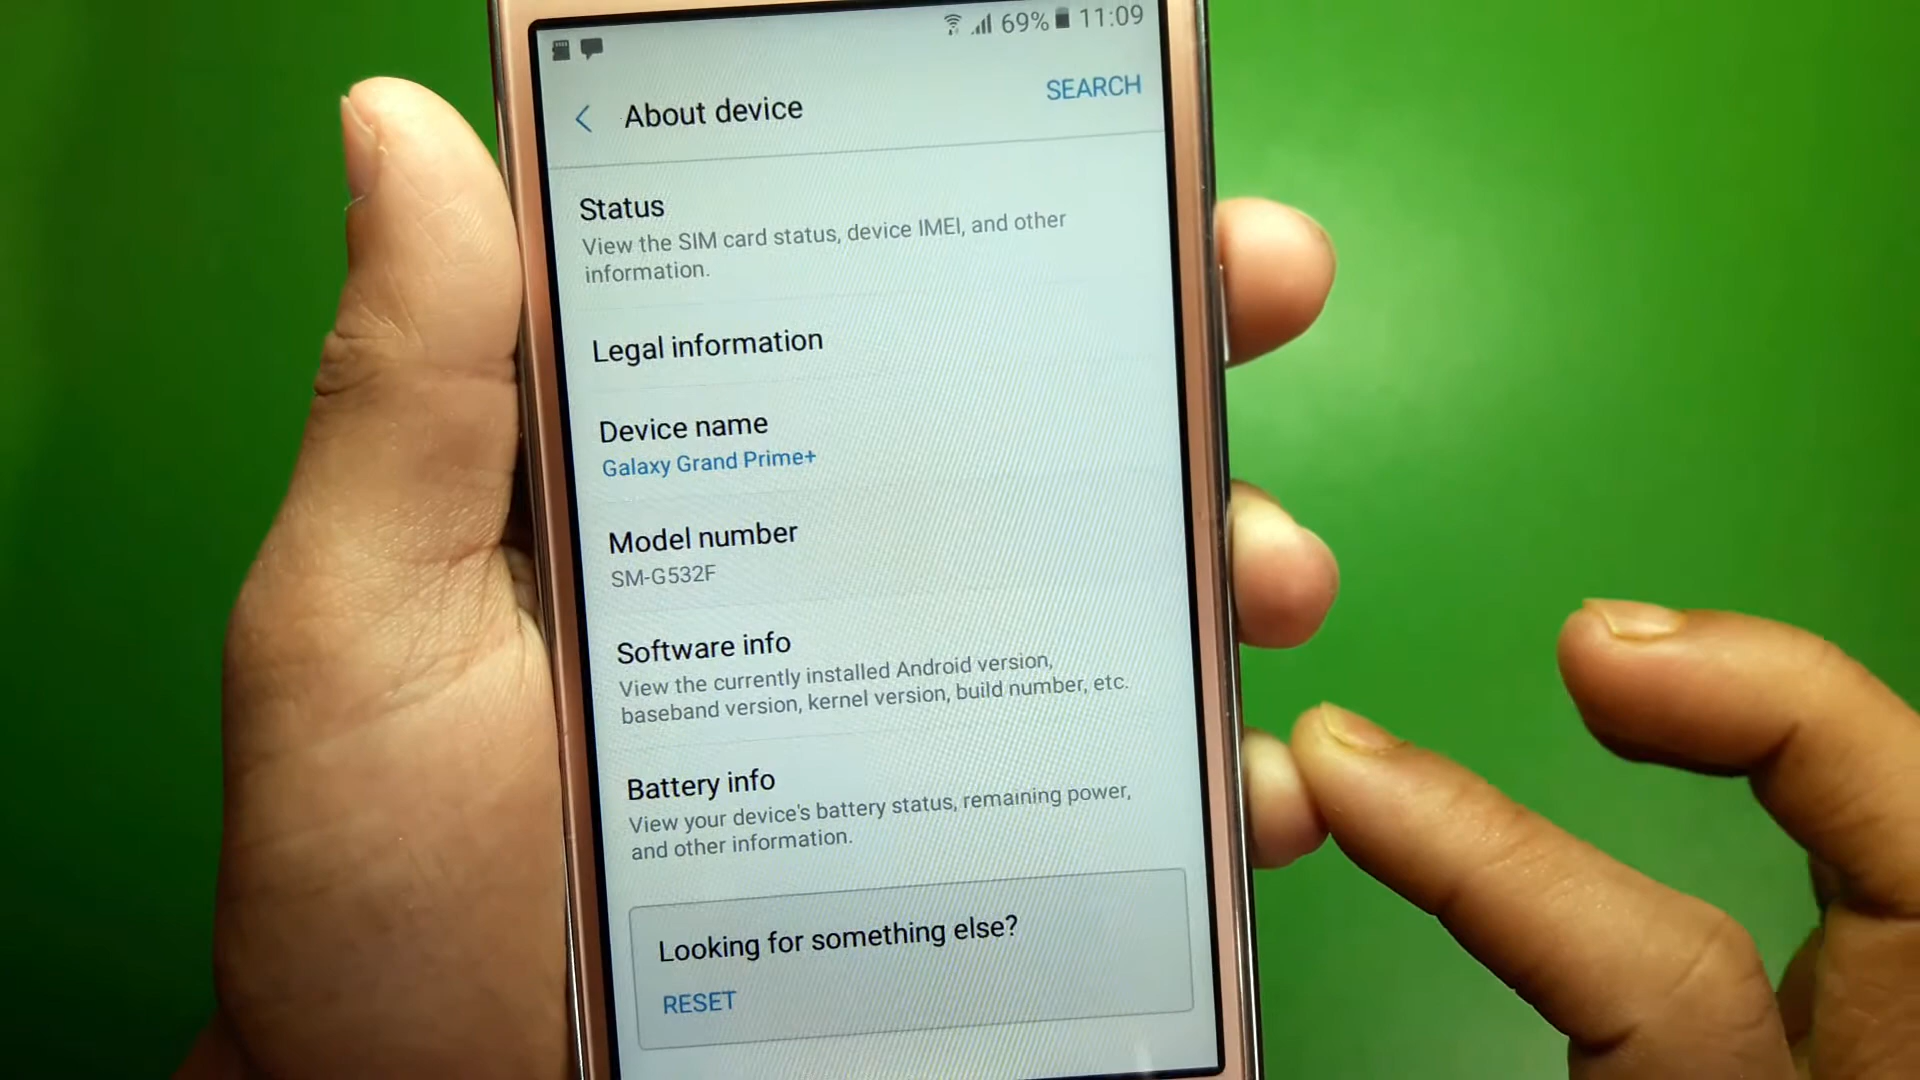 69% 11:09
About device
SEARCH
Status
View the SIM card status, device IMEI, and other
information.
Legal information
Device name
Galaxy Grand Prime+
Model number
SM-G532F
Software info
View the currently installed Android version,
baseband version, kernel version, build number, etc.
Battery info
View your device's battery status, remaining power,
and other information.
Looking for something else?
RESET